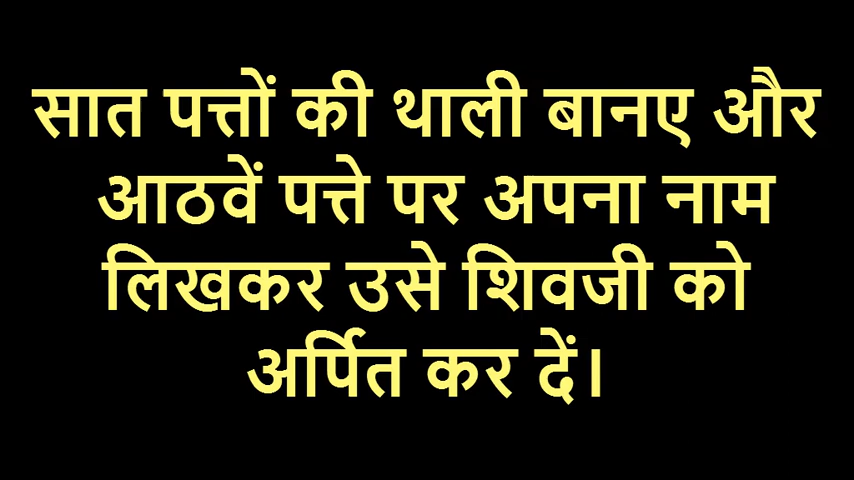 सात पत्तों की थाली बानए और
आठवें पत्ते पर अपना नाम
लिखकर उसे शिवजी को
अर्पित कर दें।